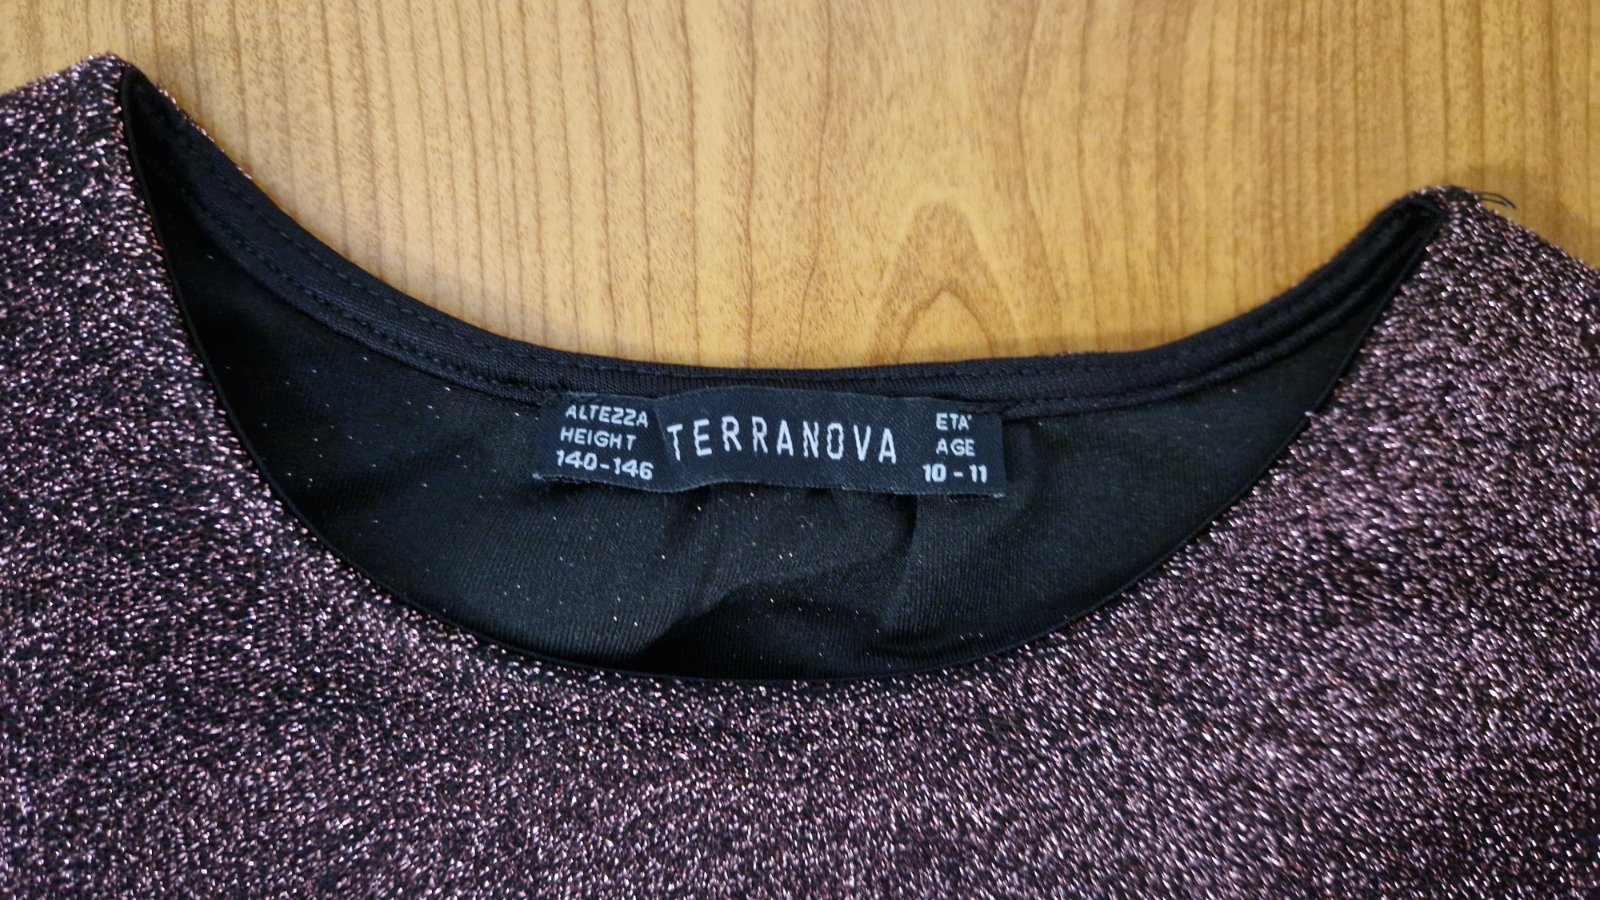 ALTEZZA
HEIGHT
140-146
TERRANOVA
ETA'
AGE
10 - 11